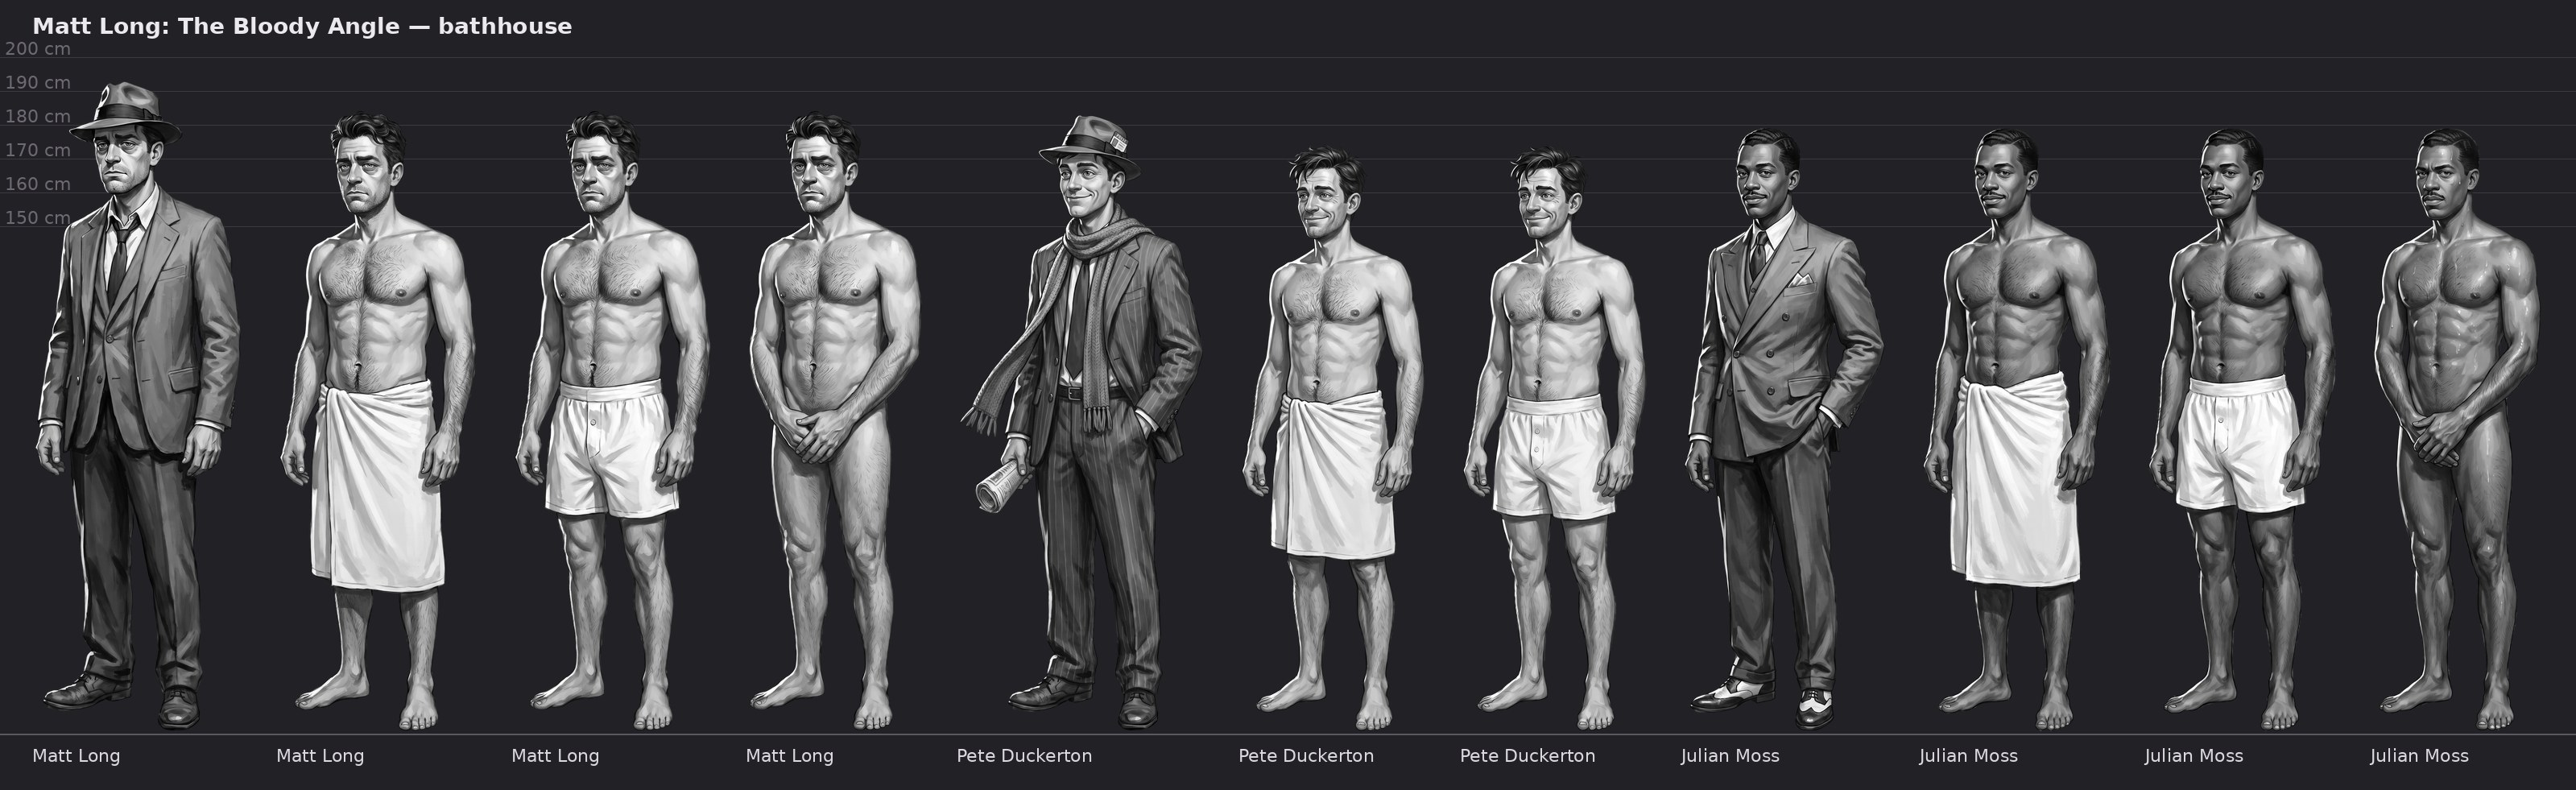 Matt Long: The Bloody Angle — bathhouse
200 cm
190 cm
180 cm
170 cm
160 cm
150 cm
Matt Long
Matt Long
Matt Long
Matt Long
Pete Duckerton
Pete Duckerton
Pete Duckerton
Julian Moss
Julian Moss
Julian Moss
Julian Moss